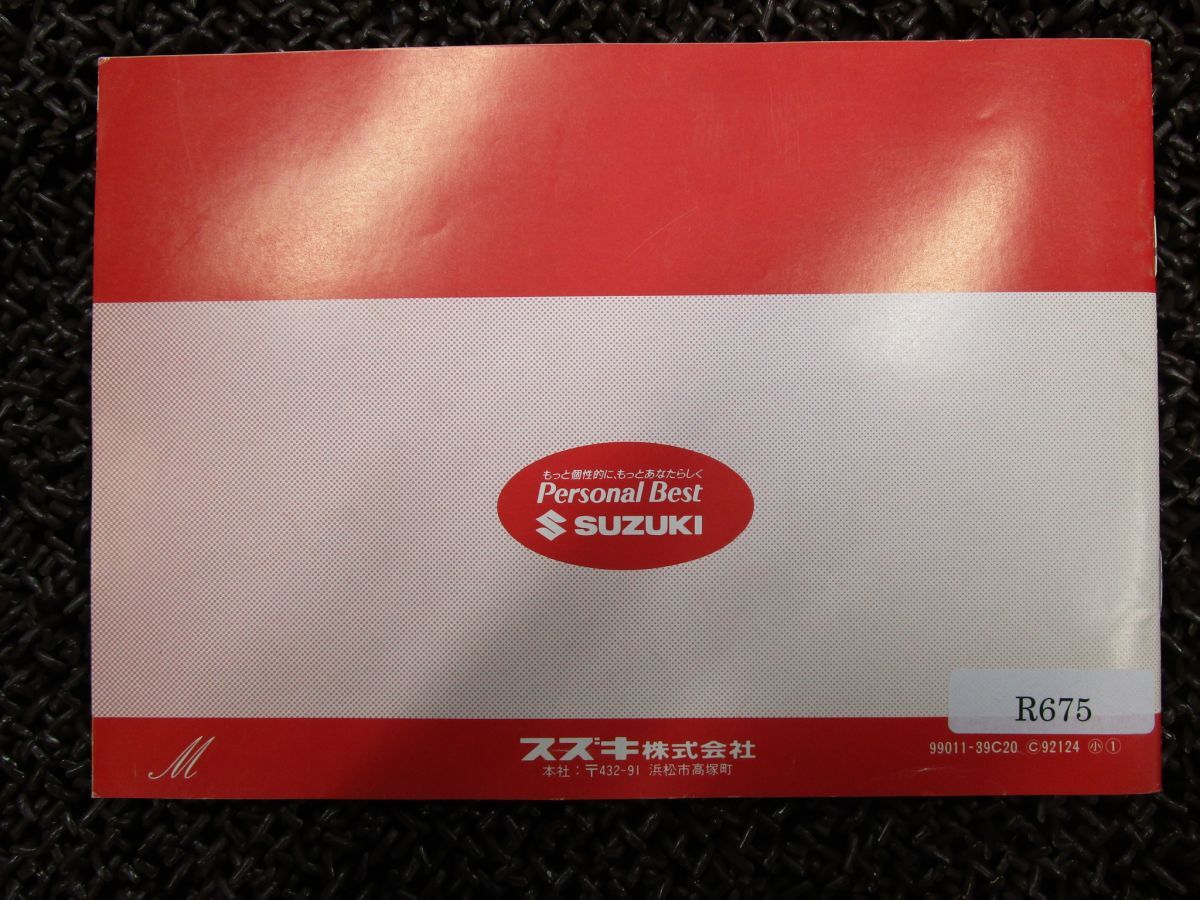 もっと個性的に、もっとあなたらしく
Personal Best
SUZUKI
R675
M
スズキ株式会社
本社：〒432-91 浜松市高塚町
99011-39C20 Ⓒ92124 ㊙①